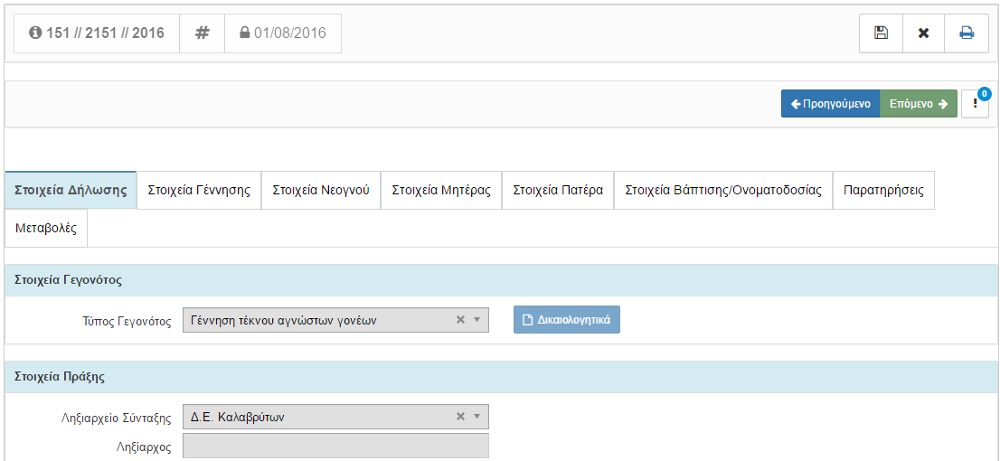 151 // 2151 // 2016 # 01/08/2016
Προηγούμενο Επόμενο ! 0
Στοιχεία Δήλωσης Στοιχεία Γέννησης Στοιχεία Νεογνού Στοιχεία Μητέρας Στοιχεία Πατέρα Στοιχεία Βάπτισης/Ονοματοδοσίας Παρατηρήσεις
Μεταβολές
Στοιχεία Γεγονότος
Τύπος Γεγονότος Γέννηση τέκνου αγνώστων γονέων Δικαιολογητικά
Στοιχεία Πράξης
Ληξιαρχείο Σύνταξης Δ.Ε. Καλαβρύτων
Ληξίαρχος